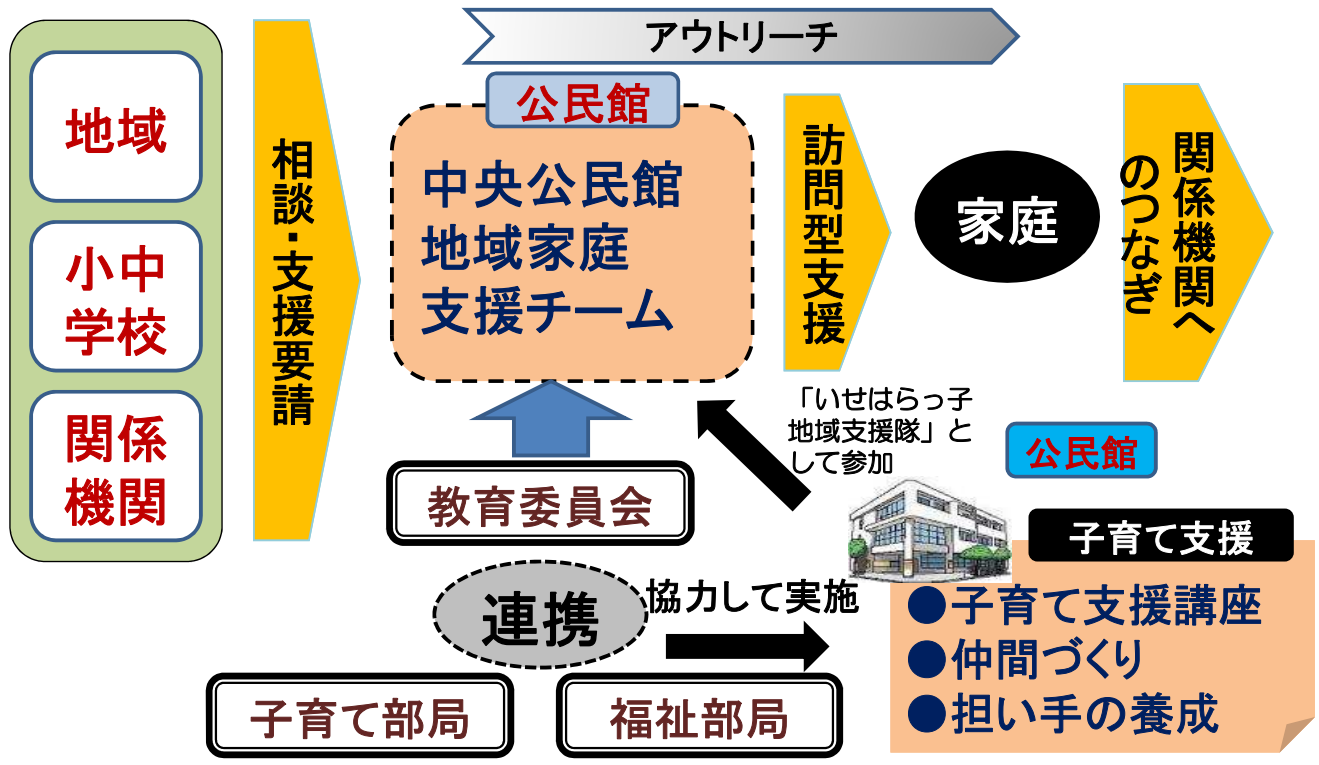 アウトリーチ
地域
小中
学校
関係
機関
相談・支援要請
公民館
中央公民館
地域家庭
支援チーム
訪問型支援
家庭
関係機関へ
のつなぎ
「いせはらっ子
地域支援隊」と
して参加
公民館
教育委員会
連携
協力して実施
子育て部局
福祉部局
子育て支援
●子育て支援講座
●仲間づくり
●担い手の養成